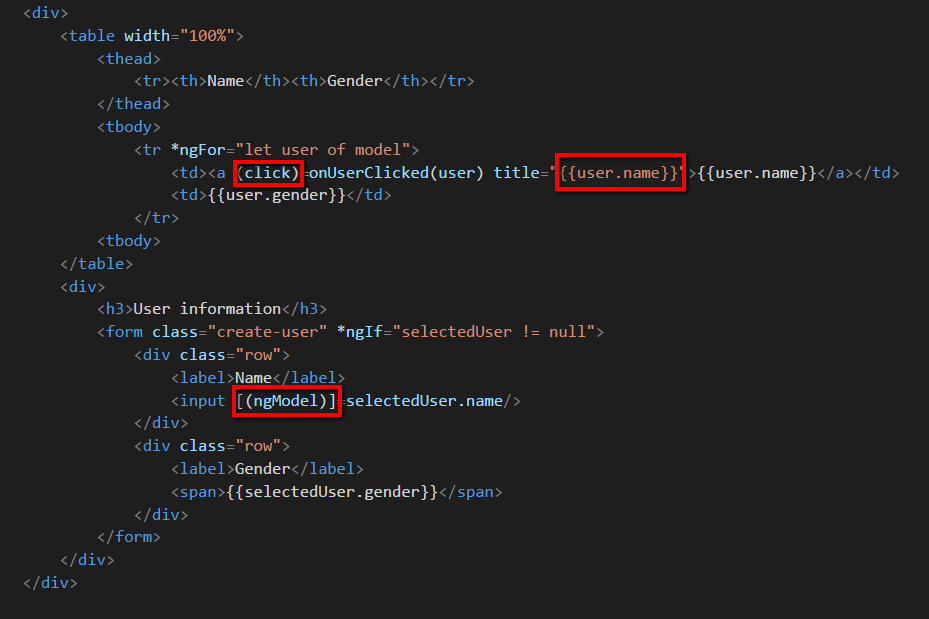 <div>
<table width="100%">
<thead>
<tr><th>Name</th><th>Gender</th></tr>
</thead>
<tbody>
<tr *ngFor="let user of model">
<td><a (click)=onUserClicked(user) title="{{user.name}}">{{user.name}}</a></td>
<td>{{user.gender}}</td>
</tr>
<tbody>
</table>
<div>
<h3>User information</h3>
<form class="create-user" *ngIf="selectedUser != null">
<div class="row">
<label>Name</label>
<input [(ngModel)]=selectedUser.name/>
</div>
<div class="row">
<label>Gender</label>
<span>{{selectedUser.gender}}</span>
</div>
</form>
</div>
</div>